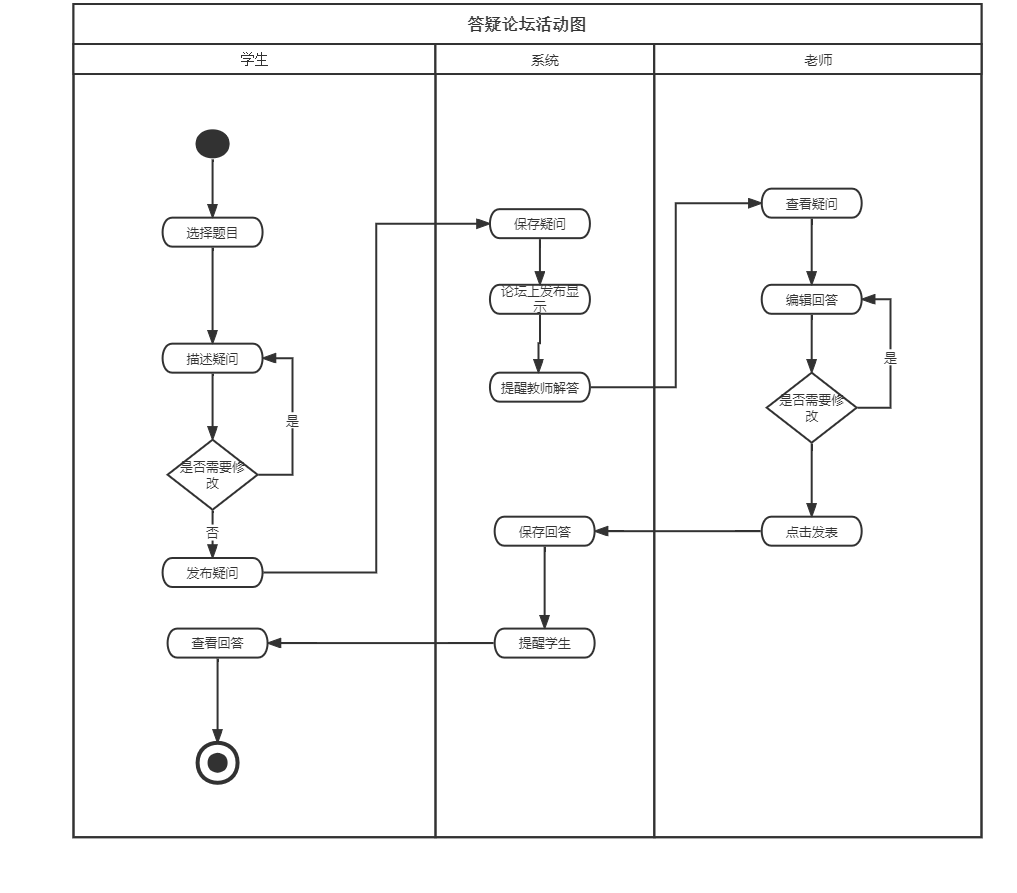 答疑论坛活动图
学生
系统
老师
选择题目
描述疑问
是
是否需要修
改
否
发布疑问
查看回答
保存疑问
论坛上发布显
示
提醒教师解答
保存回答
提醒学生
查看疑问
编辑回答
是
是否需要修
改
点击发表